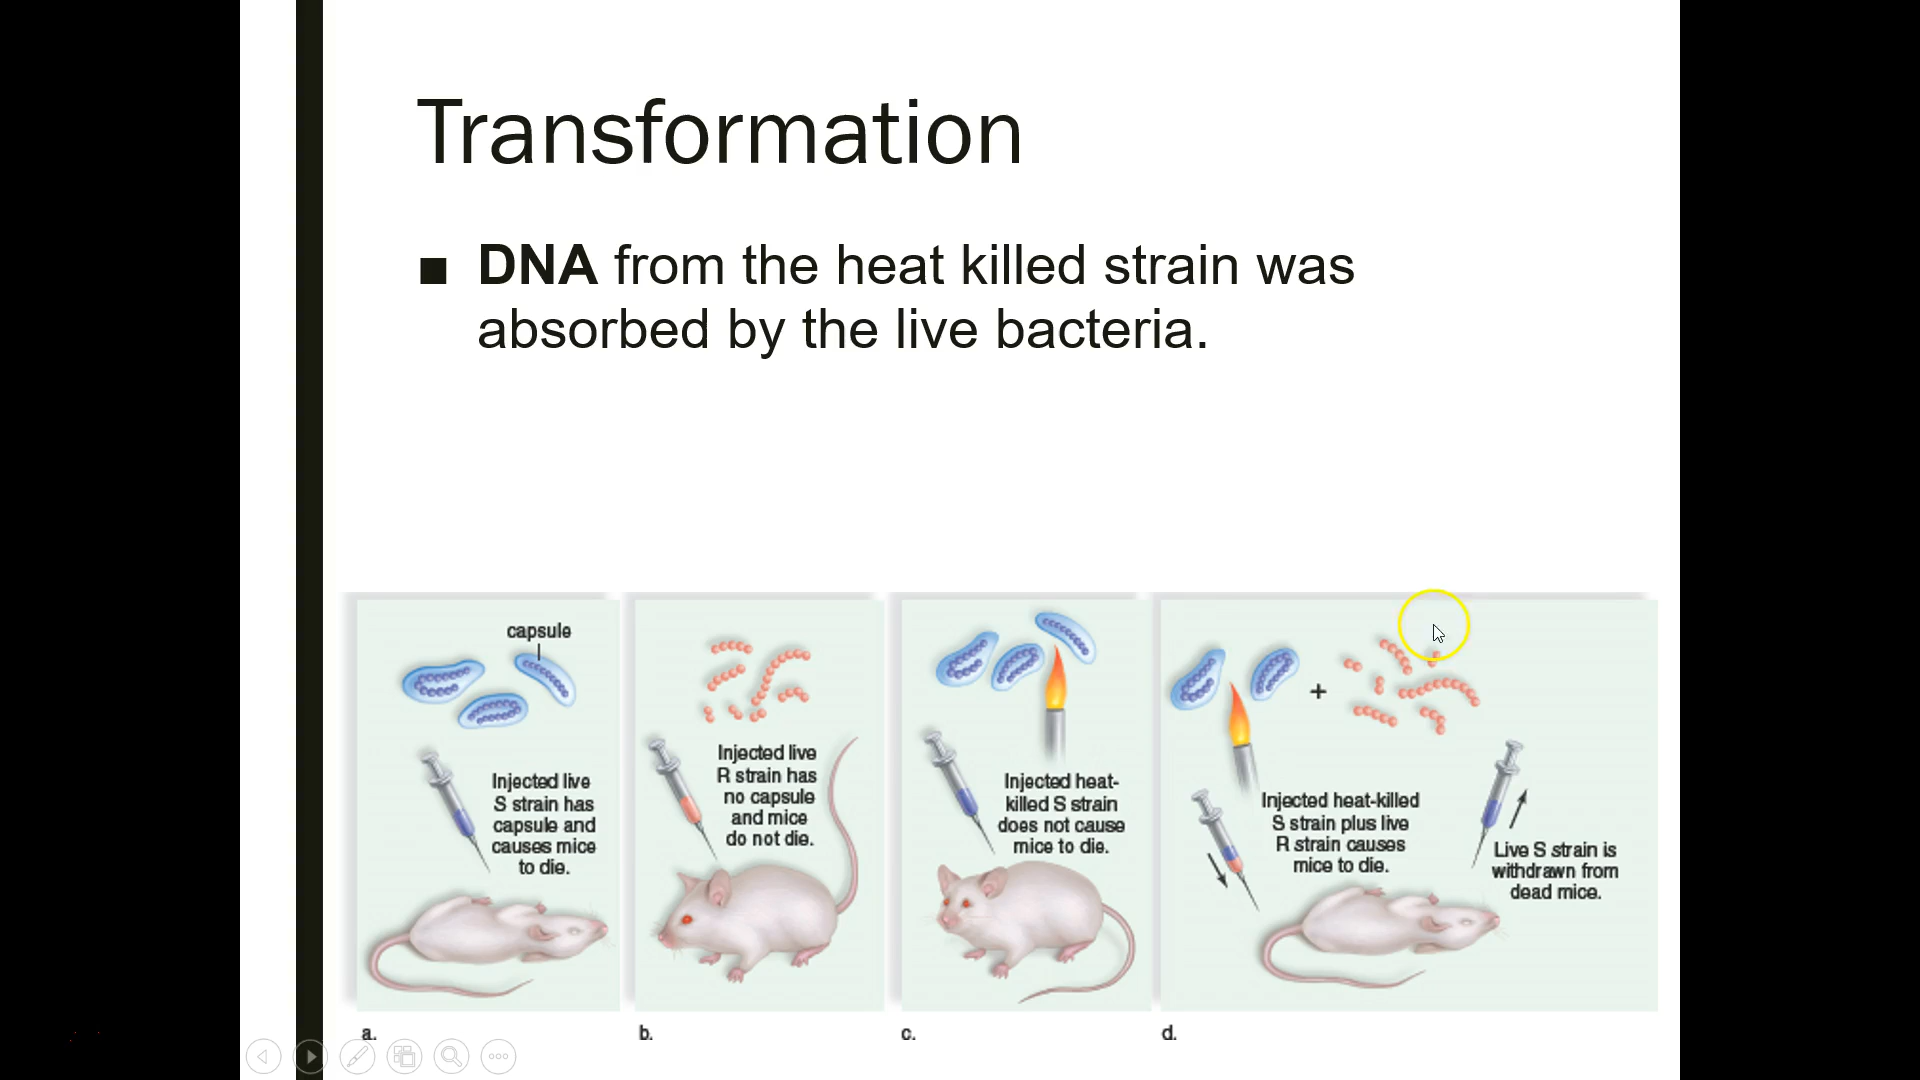 Transformation
■ DNA from the heat killed strain was
absorbed by the live bacteria.
capsule
Injected live
S strain has
capsule and
causes mice
to die.
a.
Injected live
R strain has
no capsule
and mice
do not die.
b.
Injected heat-
killed S strain
does not cause
mice to die.
c.
+
Injected heat-killed
S strain plus live
R strain causes
mice to die.
Live S strain is
withdrawn from
dead mice.
d.